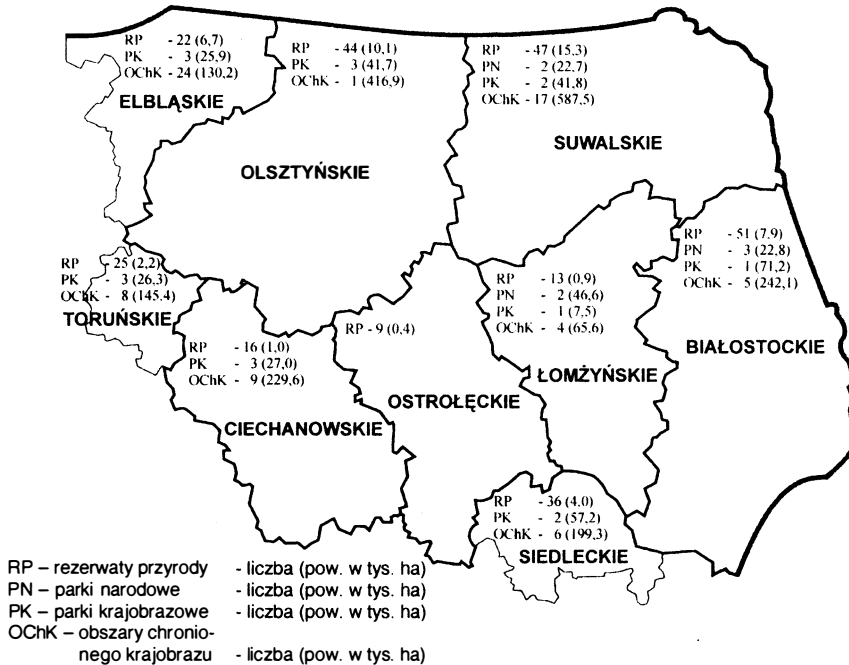 RP - 22 (6,7)
PK - 3 (25,9)
OChK - 24 (130,2)
ELBLĄSKIE
RP - 44 (10,1)
PK - 3 (41,7)
OChK - 1 (416,9)
OLSZTYŃSKIE
RP - 47 (15,3)
PN - 2 (22,7)
PK - 2 (41,8)
OChK - 17 (587,5)
SUWALSKIE
RP - 25 (2,2)
PK - 3 (26,3)
OChK - 8 (145,4)
TORUŃSKIE
RP - 16 (1,0)
PK - 3 (27,0)
OChK - 9 (229,6)
CIECHANOWSKIE
RP - 9 (0,4)
OSTROŁĘCKIE
RP - 13 (0,9)
PN - 2 (46,6)
PK - 1 (7,5)
OChK - 4 (65,6)
ŁOMŻYŃSKIE
RP - 51 (7,9)
PN - 3 (22,8)
PK - 1 (71,2)
OChK - 5 (242,1)
BIAŁOSTOCKIE
RP - 36 (4,0)
PK - 2 (57,2)
OChK - 6 (199,3)
SIEDLECKIE
RP – rezerwaty przyrody - liczba (pow. w tys. ha)
PN – parki narodowe - liczba (pow. w tys. ha)
PK – parki krajobrazowe - liczba (pow. w tys. ha)
OChK – obszary chronio-
nego krajobrazu - liczba (pow. w tys. ha)